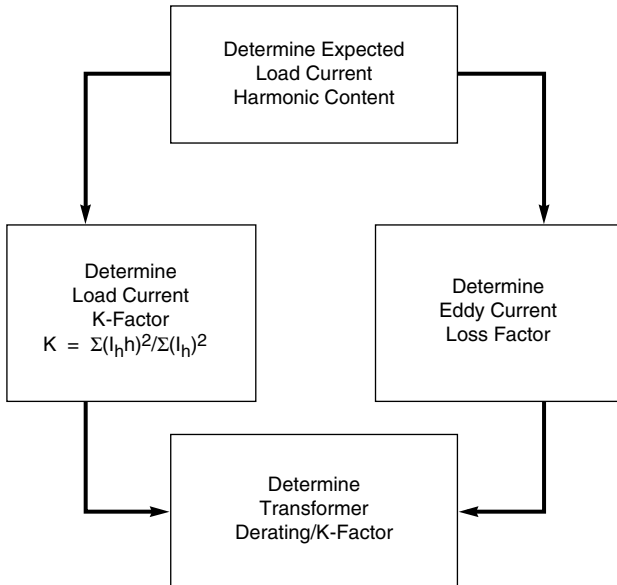 Determine Expected
Load Current
Harmonic Content
Determine
Load Current
K-Factor
K = Σ(Iₕh)²/Σ(Iₕ)²
Determine
Eddy Current
Loss Factor
Determine
Transformer
Derating/K-Factor